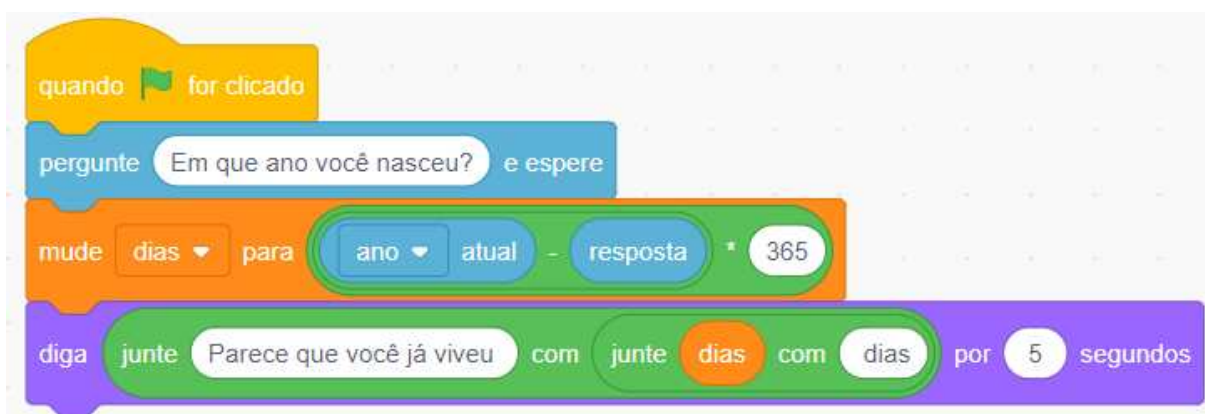 quando for clicado
pergunte Em que ano você nasceu? e espere
mude dias para ano atual - resposta * 365
diga junte Parece que você já viveu com junte dias com dias por 5 segundos